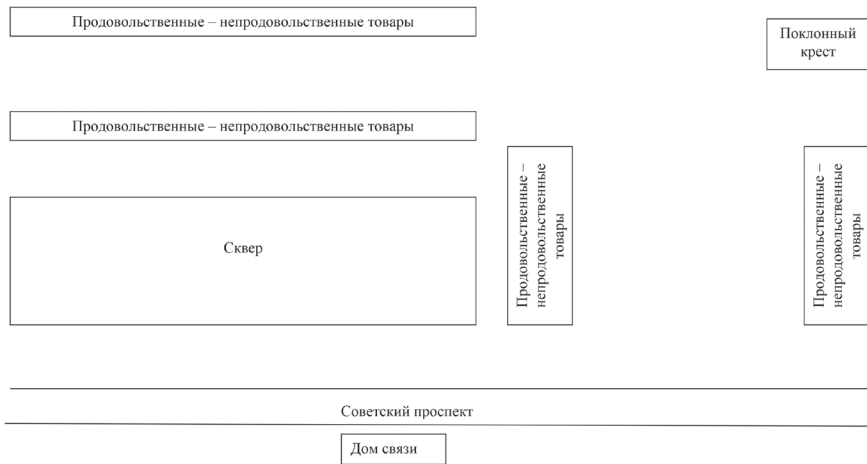 Продовольственные – непродовольственные товары
Поклонный
крест
Продовольственные – непродовольственные товары
Продовольственные –
непродовольственные
товары
Продовольственные –
непродовольственные
товары
Сквер
Советский проспект
Дом связи